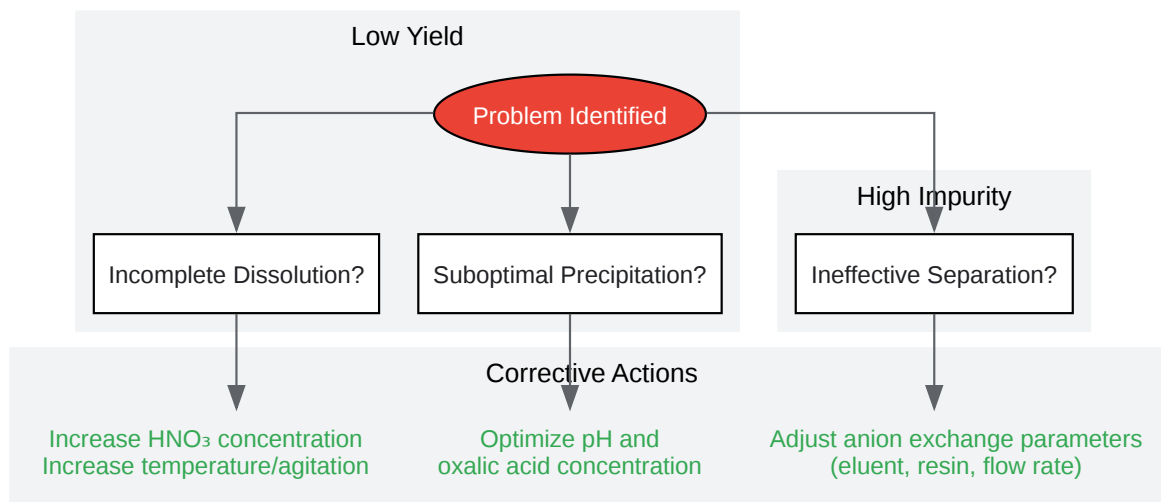 Low Yield
Problem Identified
High Impurity
Incomplete Dissolution?
Suboptimal Precipitation?
Ineffective Separation?
Corrective Actions
Increase HNO₃ concentration
Increase temperature/agitation
Optimize pH and
oxalic acid concentration
Adjust anion exchange parameters
(eluent, resin, flow rate)